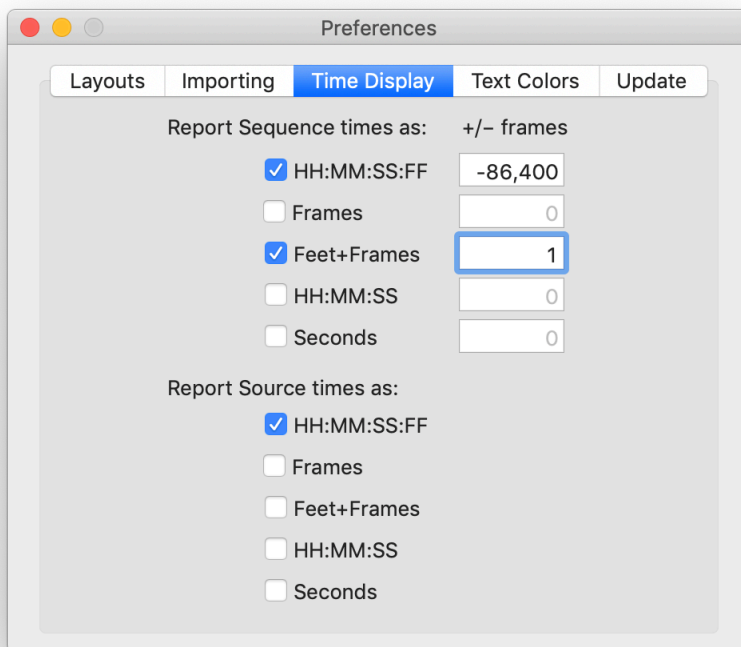 Preferences
Layouts Importing Time Display Text Colors Update
Report Sequence times as: +/− frames
HH:MM:SS:FF -86,400
Frames 0
Feet+Frames 1
HH:MM:SS 0
Seconds 0
Report Source times as:
HH:MM:SS:FF
Frames
Feet+Frames
HH:MM:SS
Seconds